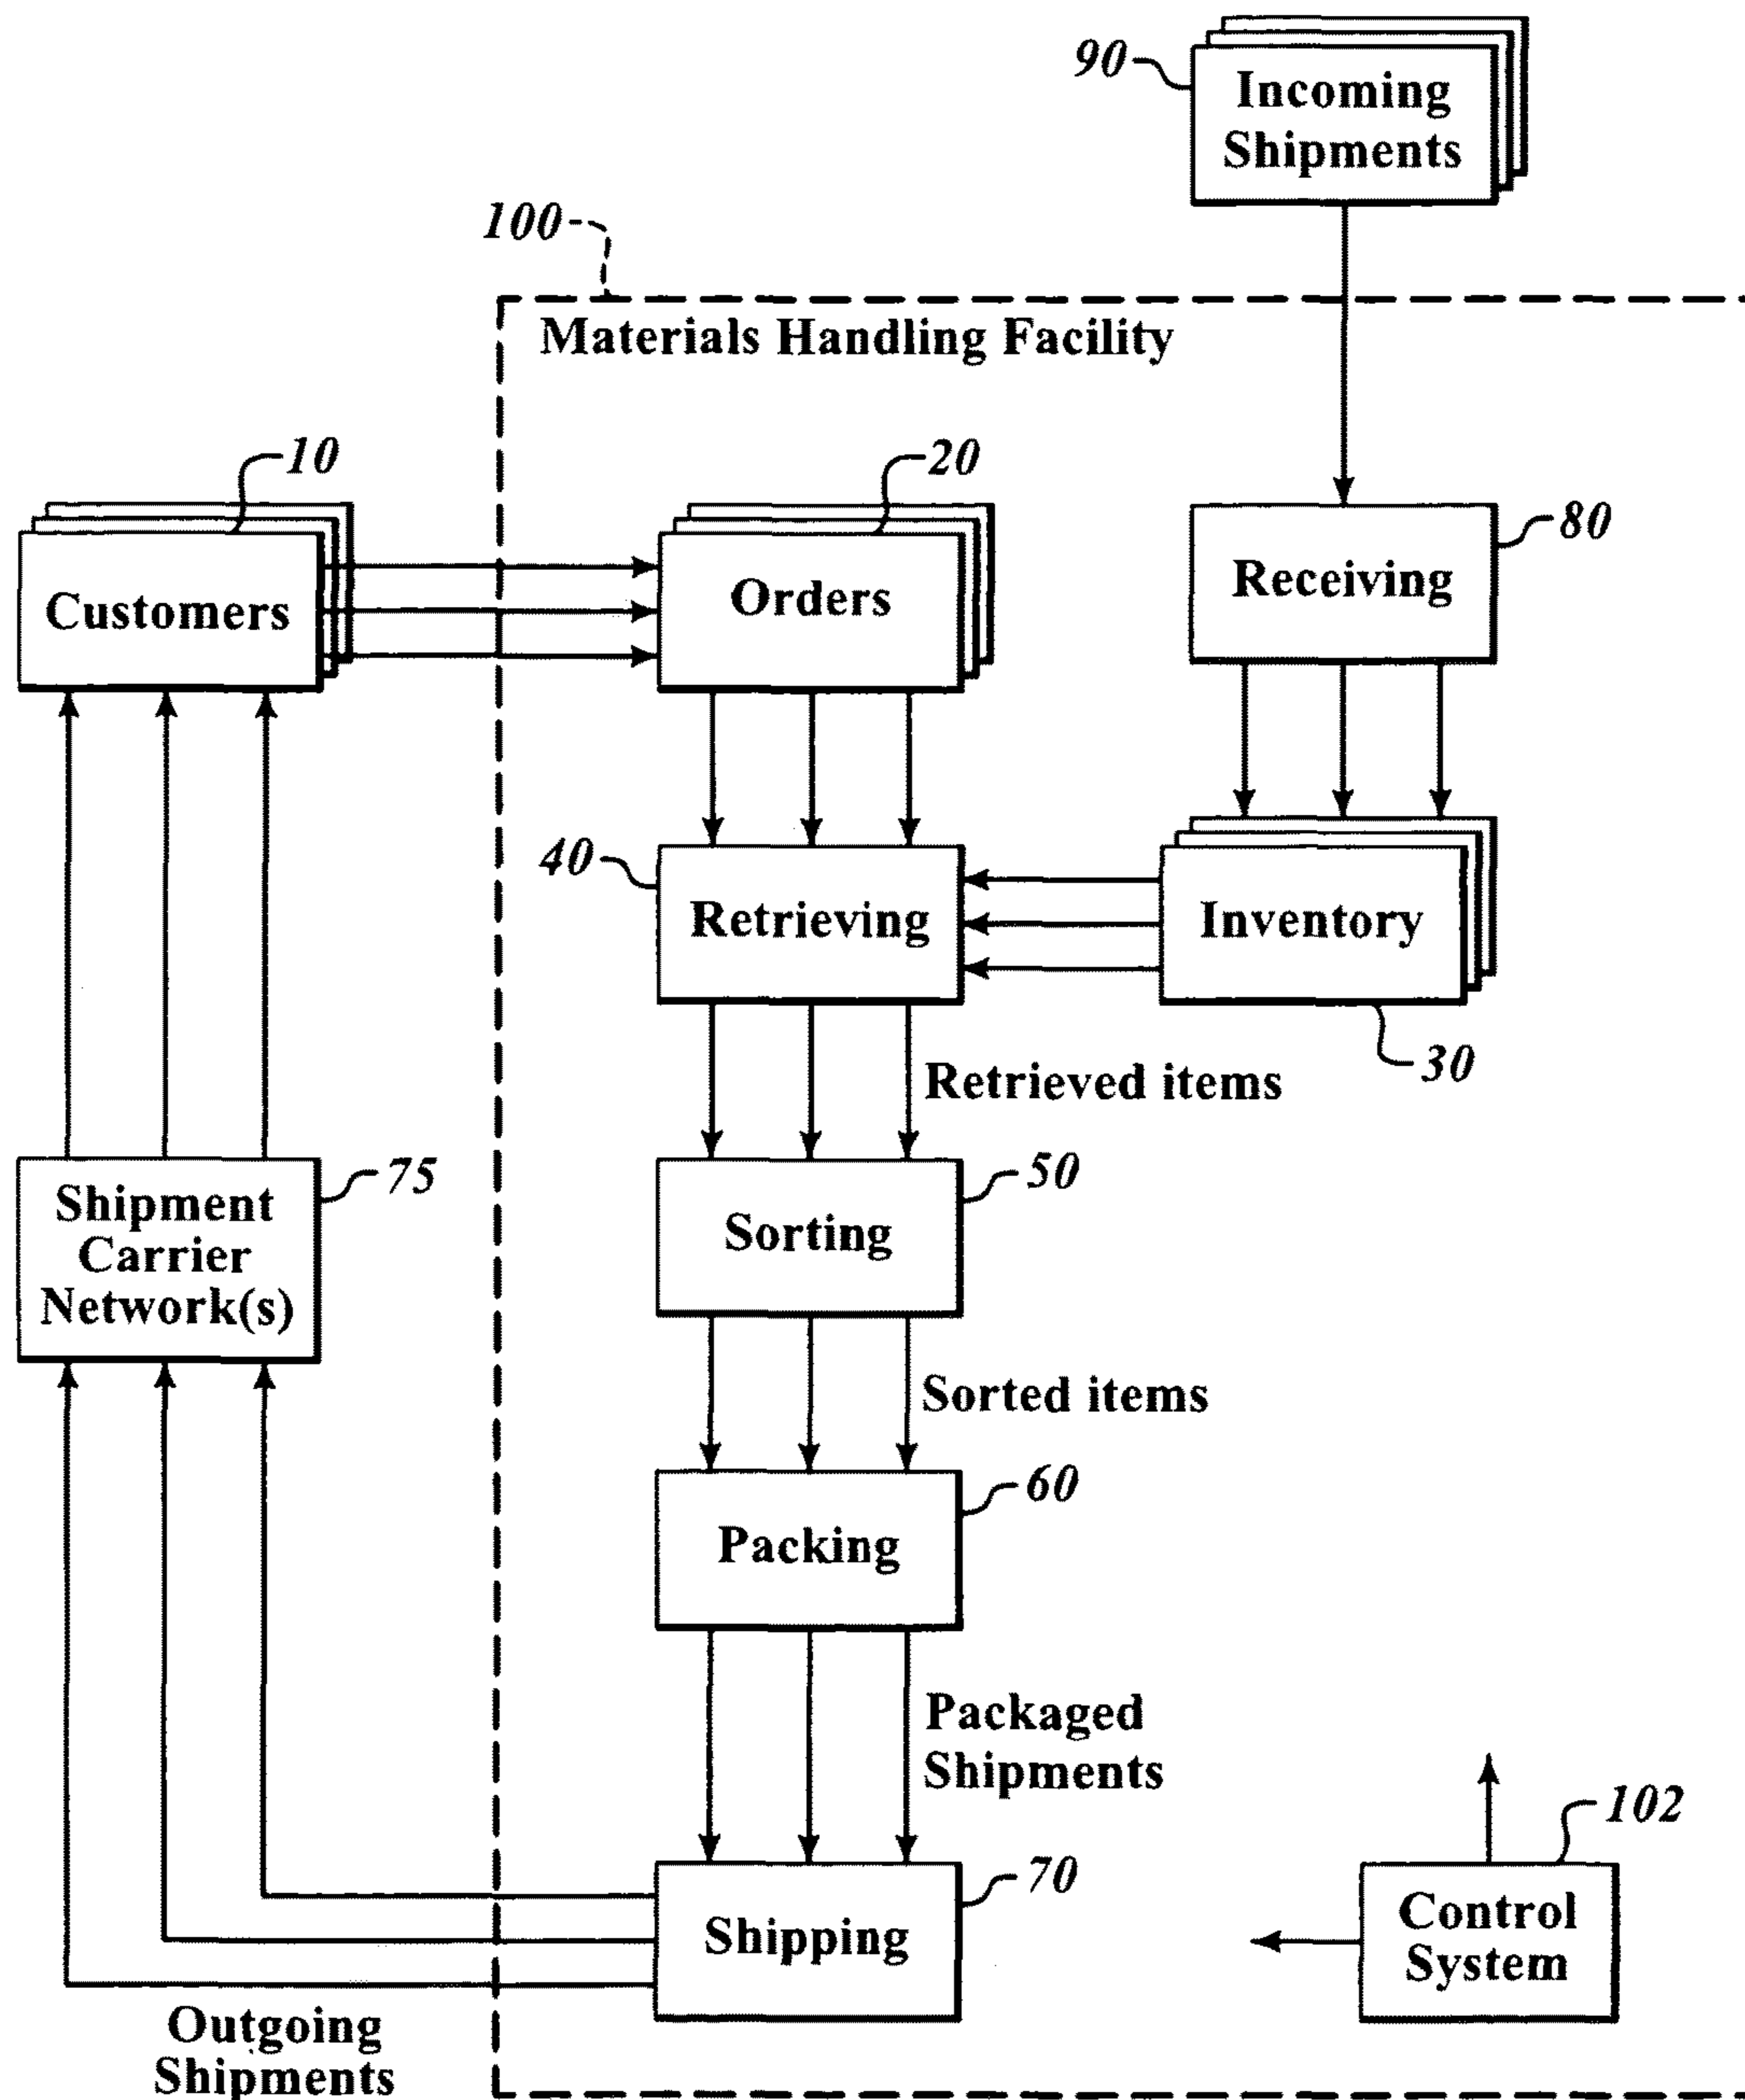 90
Incoming
Shipments
100
Materials Handling Facility
10
20
80
Customers
Orders
Receiving
40
Retrieving
Inventory
30
Retrieved items
75
50
Shipment
Carrier
Network(s)
Sorting
Sorted items
60
Packing
Packaged
Shipments
102
70
Shipping
Control
System
Outgoing
Shipments